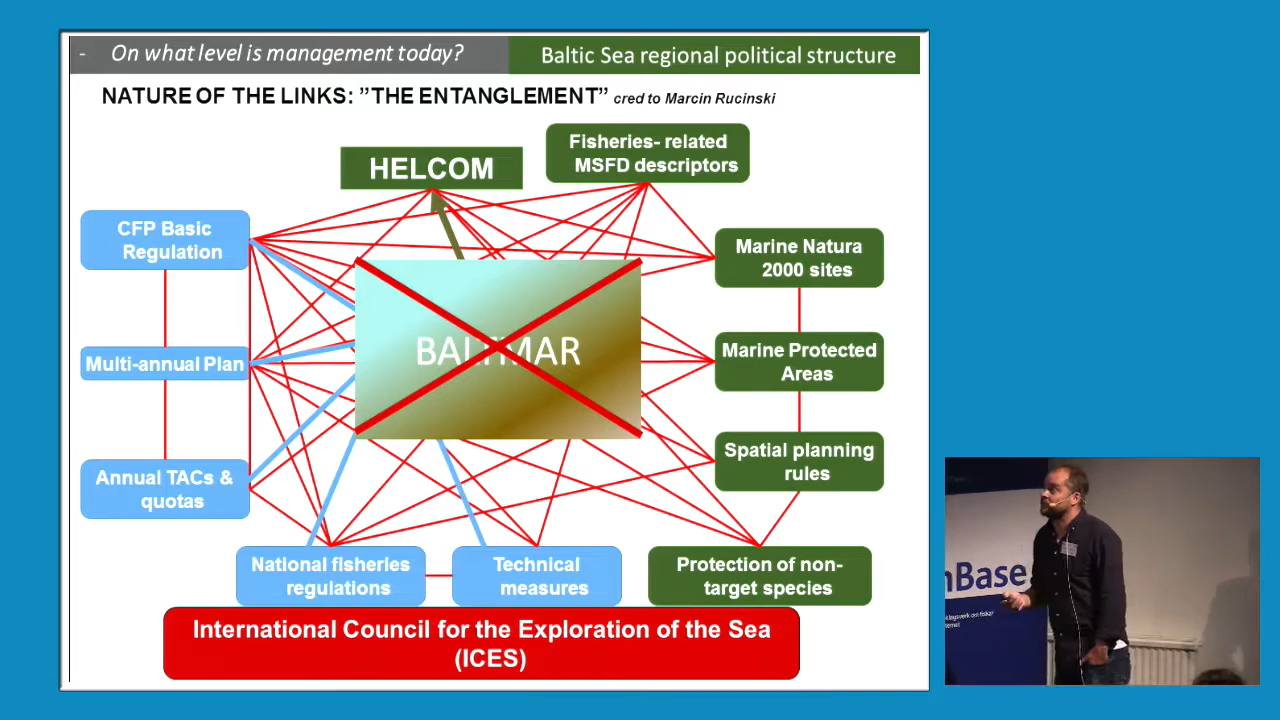 - On what level is management today?
Baltic Sea regional political structure
NATURE OF THE LINKS: ”THE ENTANGLEMENT” cred to Marcin Rucinski
HELCOM
Fisheries- related
MSFD descriptors
CFP Basic
Regulation
Marine Natura
2000 sites
BALTMAR
Multi-annual Plan
Marine Protected
Areas
Annual TACs &
quotas
Spatial planning
rules
National fisheries
regulations
Technical
measures
Protection of non-
target species
International Council for the Exploration of the Sea
(ICES)
Base